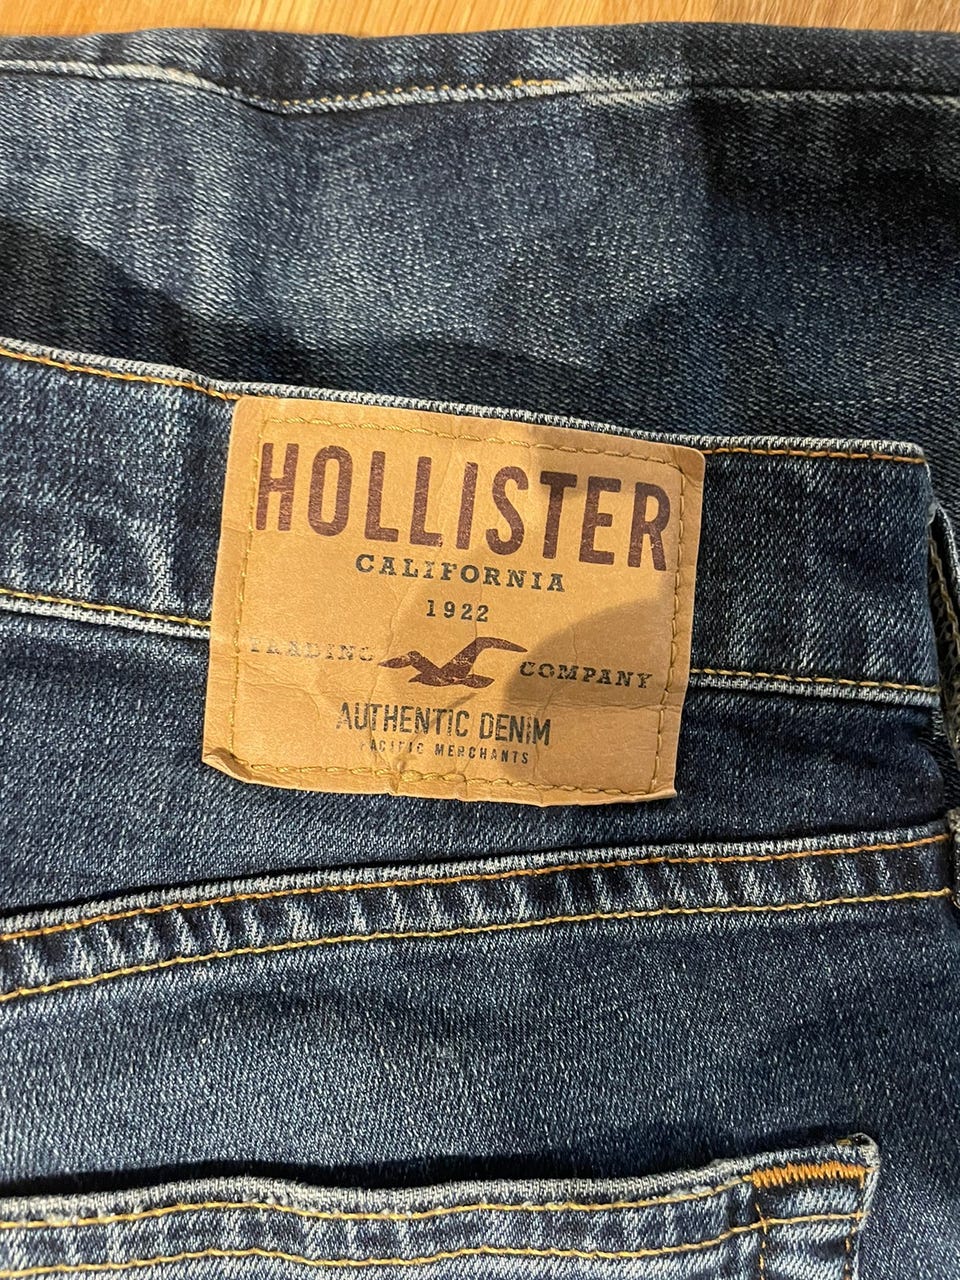 HOLLISTER
CALIFORNIA
1922
TRADING COMPANY
AUTHENTIC DENIM
PACIFIC MERCHANTS